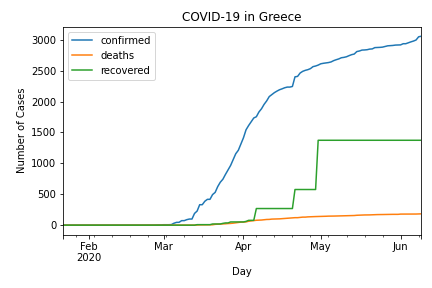 COVID-19 in Greece
confirmed
deaths
recovered
Number of Cases
3000
2500
2000
1500
1000
500
0
Feb
2020
Mar
Apr
May
Jun
Day